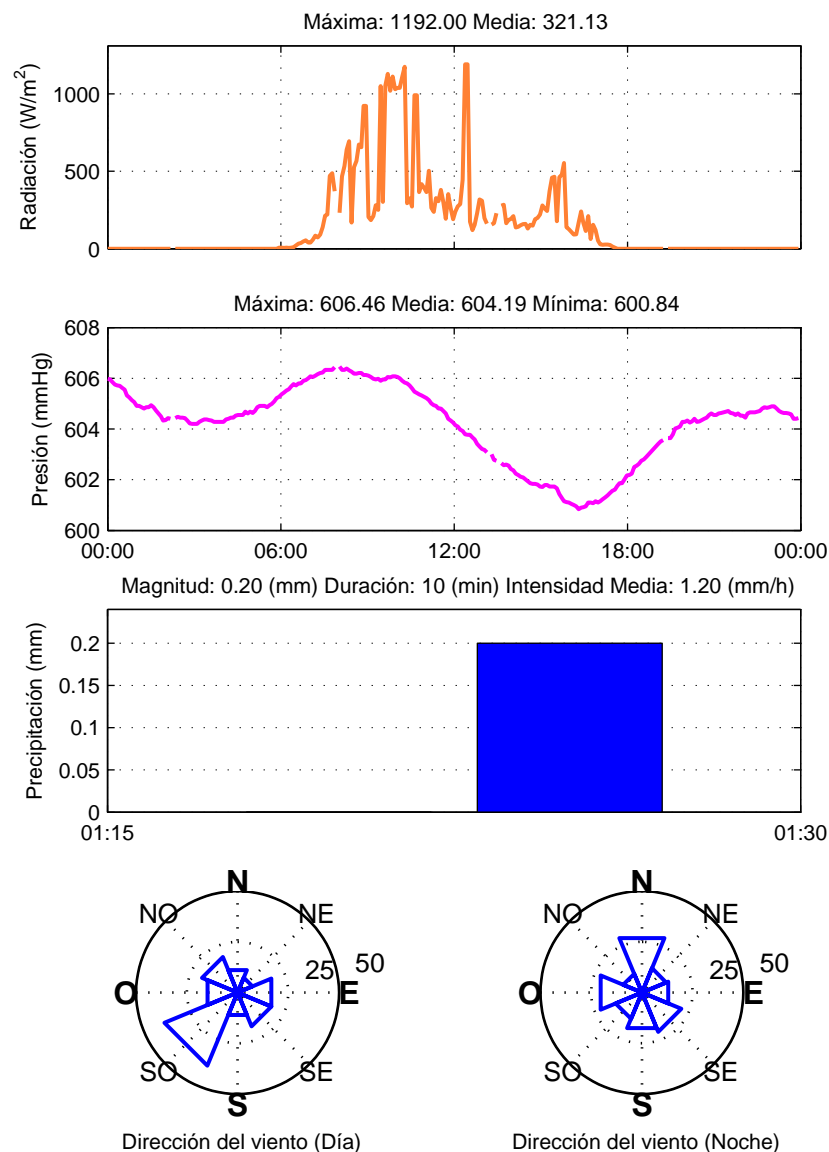 Máxima: 1192.00 Media: 321.13
Radiación (W/m²)
1000
500
0
Máxima: 606.46 Media: 604.19 Mínima: 600.84
Presión (mmHg)
608
606
604
602
600
00:00 06:00 12:00 18:00 00:00
Magnitud: 0.20 (mm) Duración: 10 (min) Intensidad Media: 1.20 (mm/h)
Precipitación (mm)
0.2
0.15
0.1
0.05
0
01:15 01:30
N
NO NE
25 50
O E
SO SE
S
Dirección del viento (Día)
N
NO NE
25 50
O E
SO SE
S
Dirección del viento (Noche)